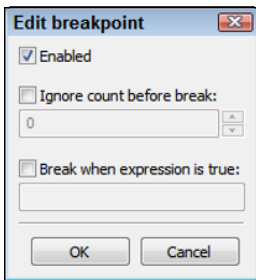 Edit breakpoint
Enabled
Ignore count before break:
0
Break when expression is true:
OK Cancel